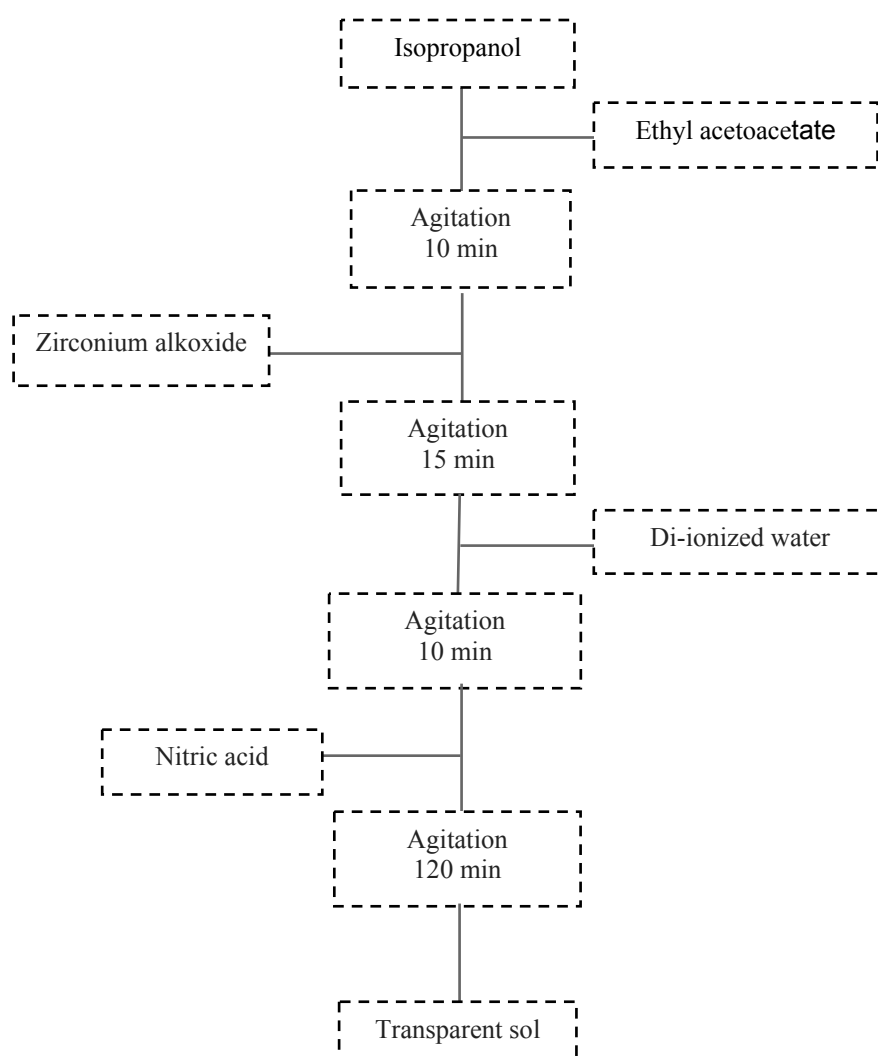 Isopropanol
Ethyl acetoacetate
Agitation
10 min
Zirconium alkoxide
Agitation
15 min
Di-ionized water
Agitation
10 min
Nitric acid
Agitation
120 min
Transparent sol